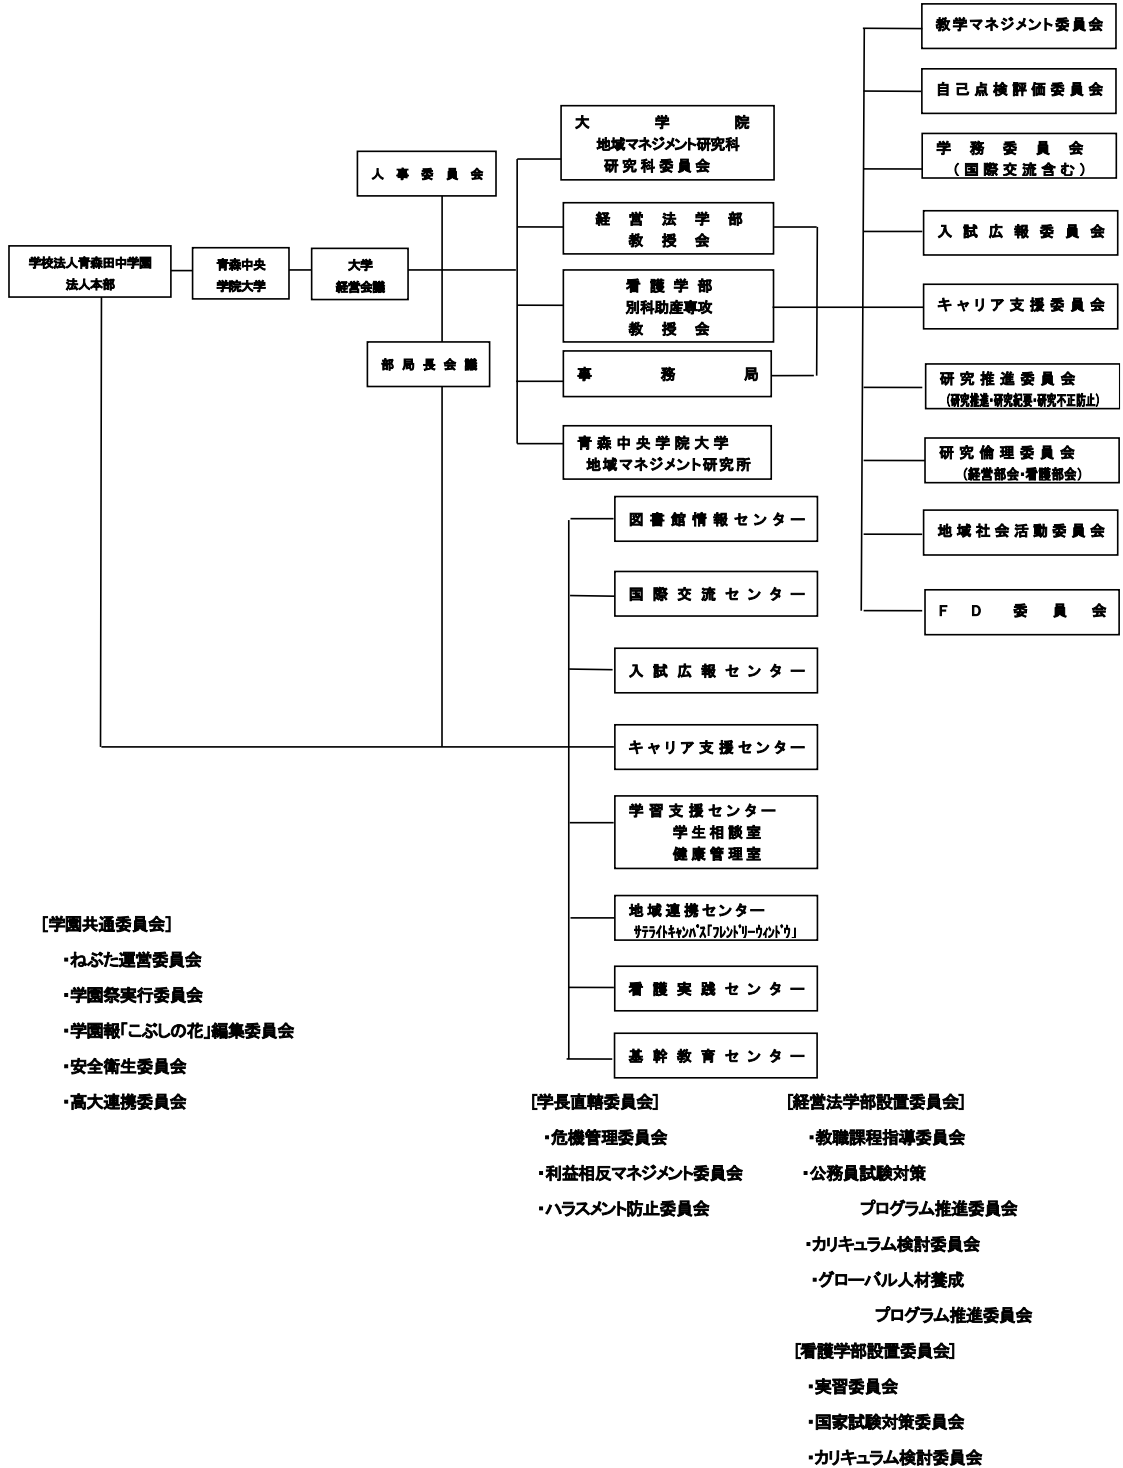 学校法人青森田中学園
法人本部
青森中央
学院大学
大学
経営会議
人事委員会
部局長会議
大学院
地域マネジメント研究科
研究科委員会
経営法学部
教授会
看護学部
別科助産専攻
教授会
事務局
青森中央学院大学
地域マネジメント研究所
教学マネジメント委員会
自己点検評価委員会
学務委員会
(国際交流含む)
入試広報委員会
キャリア支援委員会
研究推進委員会
(研究推進・研究紀要・研究不正防止)
研究倫理委員会
(経営部会・看護部会)
地域社会活動委員会
FD委員会
図書館情報センター
国際交流センター
入試広報センター
キャリア支援センター
学習支援センター
学生相談室
健康管理室
地域連携センター
サテライトキャンパス「フレンドリーウィンドウ」
看護実践センター
基幹教育センター
[学園共通委員会]
・ねぶた運営委員会
・学園祭実行委員会
・学園報「こぶしの花」編集委員会
・安全衛生委員会
・高大連携委員会
[学長直轄委員会]
・危機管理委員会
・利益相反マネジメント委員会
・ハラスメント防止委員会
[経営法学部設置委員会]
・教職課程指導委員会
・公務員試験対策
プログラム推進委員会
・カリキュラム検討委員会
・グローバル人材養成
プログラム推進委員会
[看護学部設置委員会]
・実習委員会
・国家試験対策委員会
・カリキュラム検討委員会